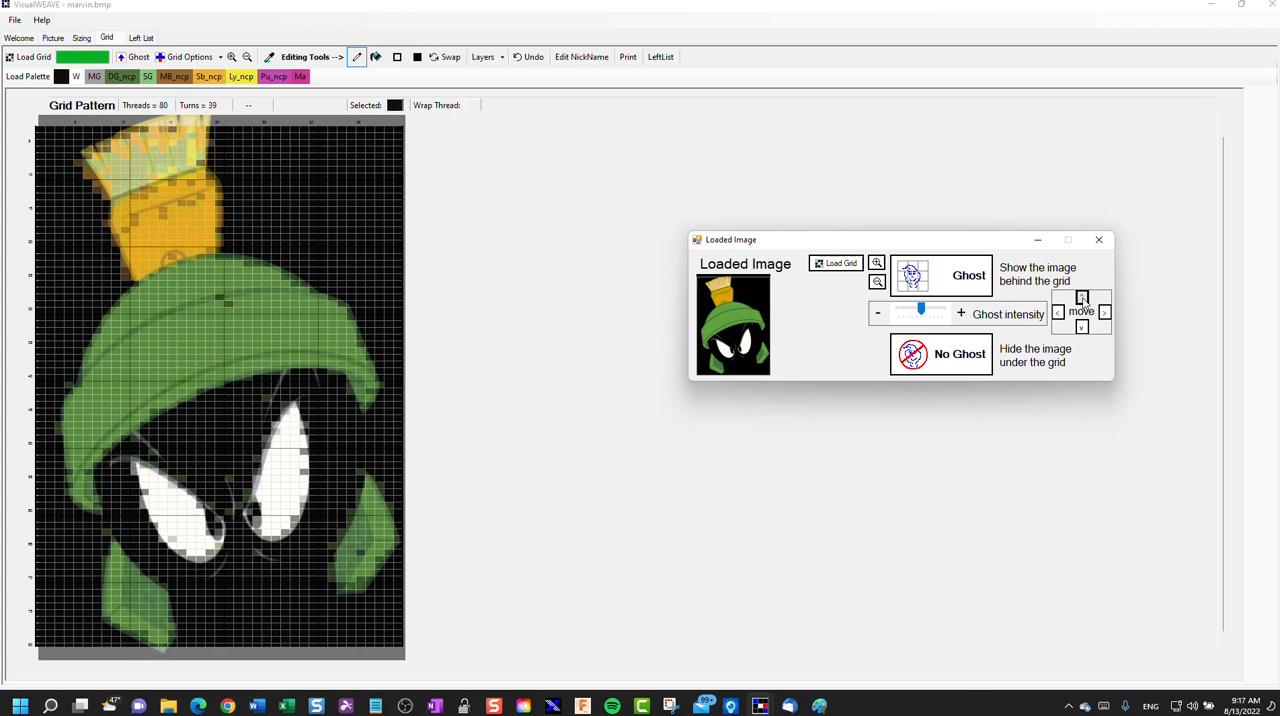 VisualWEAVE - marvin.bmp
File Help
Welcome Picture Sizing Grid Left List
Load Grid Ghost Grid Options Editing Tools --> Swap Layers Undo Edit NickName Print LeftList
Load Palette W MG DG_ncp SG MB_ncp Sb_ncp Ly_ncp Pu_ncp Ma
Grid Pattern Threads = 80 Turns = 39 -- Selected: Wrap Thread:
Loaded Image
Loaded Image Load Grid Ghost Show the image
behind the grid
- + Ghost intensity < move >
v
No Ghost Hide the image
under the grid
47°
99+
ENG
9:17 AM
8/13/2022